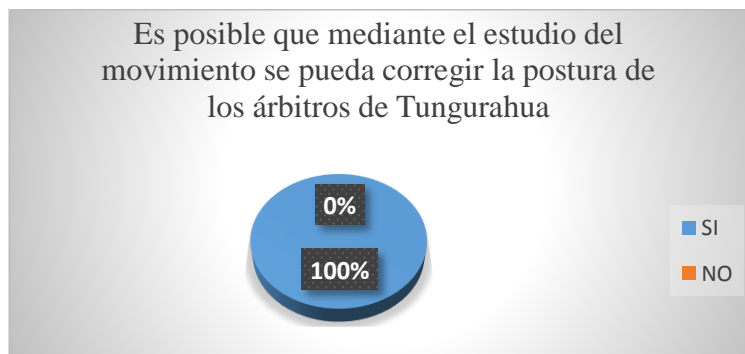 Es posible que mediante el estudio del
movimiento se pueda corregir la postura de
los árbitros de Tungurahua
0%
100%
SI
NO